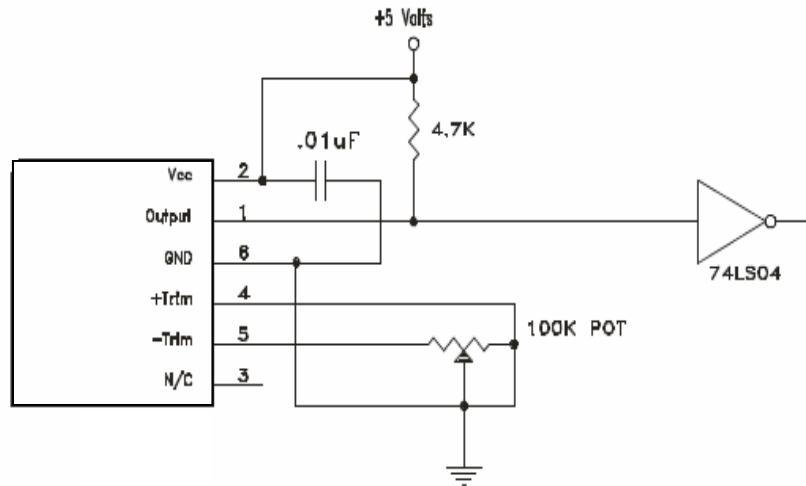 +5 Volts
4.7K
.01uF
Vcc 2
Output 1
GND 6
+Trim 4
-Trim 5
N/C 3
100K POT
74LS04